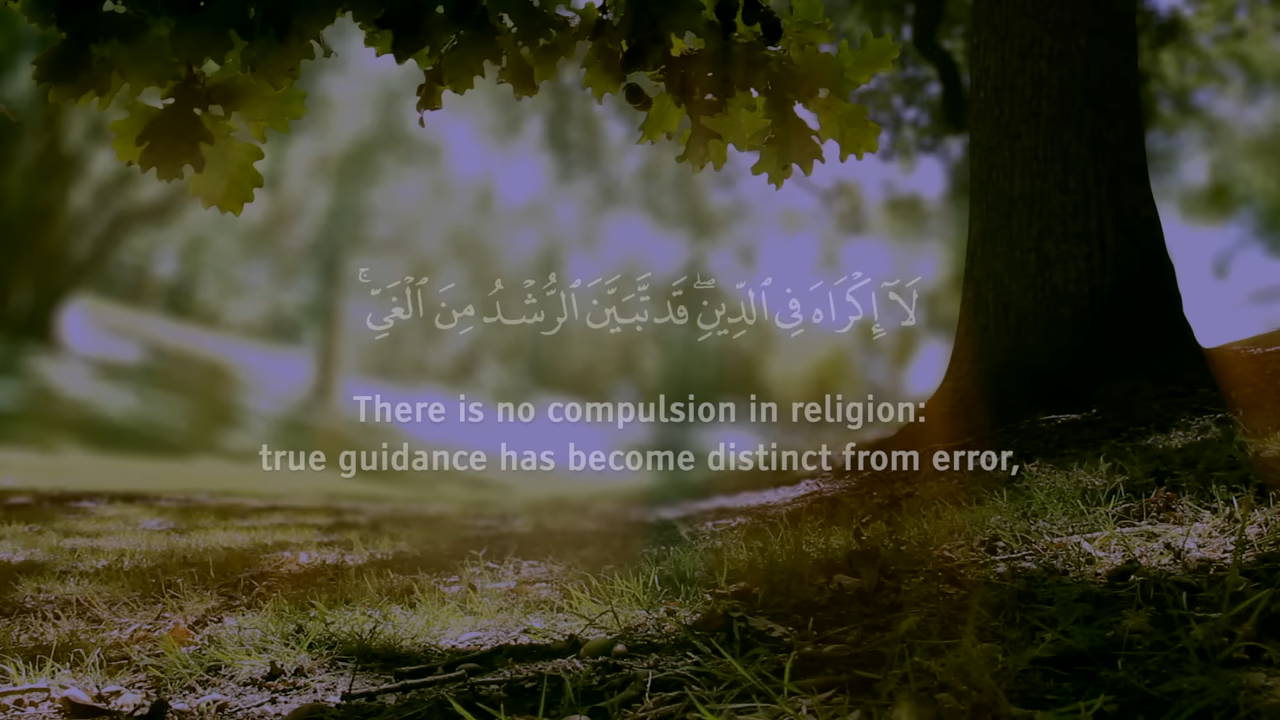 لَآ إِكْرَاهَ فِى ٱلدِّينِ ۖ قَد تَّبَيَّنَ ٱلرُّشْدُ مِنَ ٱلْغَىِّ ۚ
There is no compulsion in religion:
true guidance has become distinct from error,